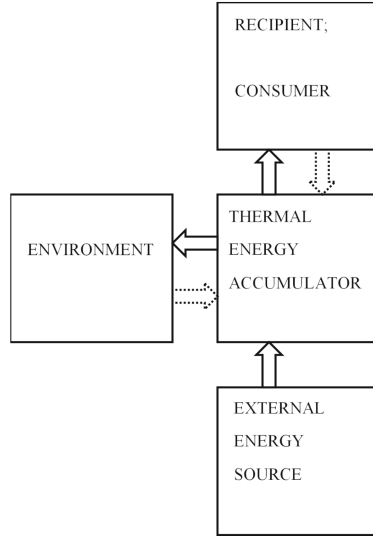 RECIPIENT;
CONSUMER
ENVIRONMENT
THERMAL
ENERGY
ACCUMULATOR
EXTERNAL
ENERGY
SOURCE